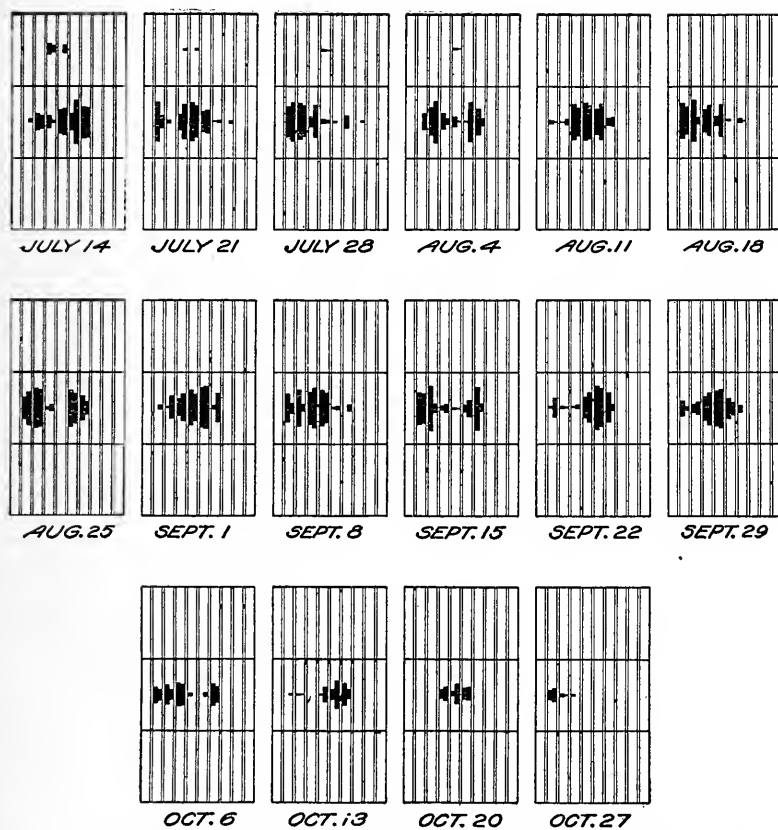 JULY 14 JULY 21 JULY 28 AUG. 4 AUG. 11 AUG. 18
AUG. 25 SEPT. 1 SEPT. 8 SEPT. 15 SEPT. 22 SEPT. 29
OCT. 6 OCT. 13 OCT. 20 OCT. 27